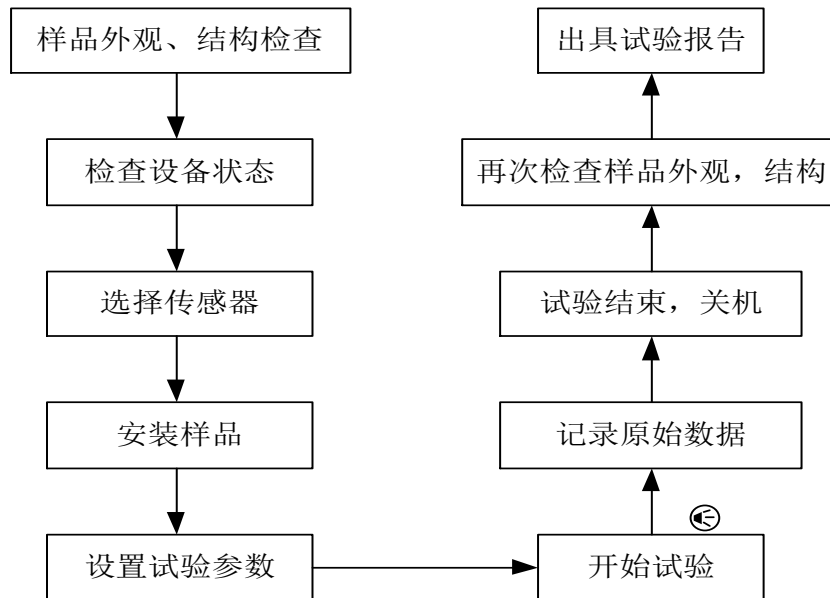 样品外观、结构检查
检查设备状态
选择传感器
安装样品
设置试验参数
开始试验
记录原始数据
试验结束，关机
再次检查样品外观，结构
出具试验报告